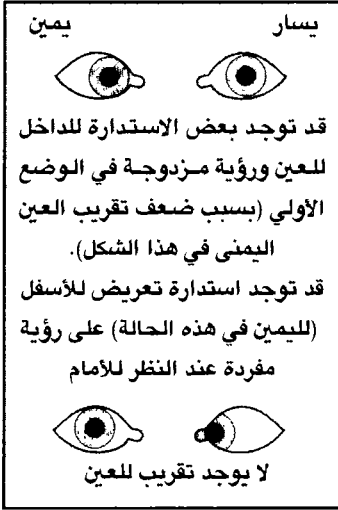 يسار يمين
قد توجد بعض الاستدارة للداخل
للعين ورؤية مزدوجة في الوضع
الأولي (بسبب ضعف تقريب العين
اليمنى في هذا الشكل).
قد توجد استدارة تعريض للأسفل
(لليمين في هذه الحالة) على رؤية
مفردة عند النظر للأمام
لا يوجد تقريب للعين